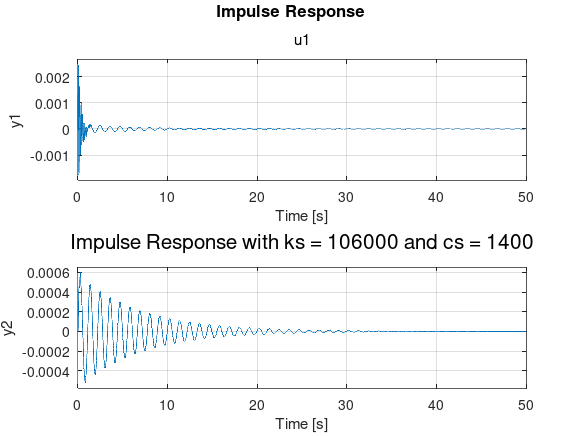 Impulse Response
u1
0.002
0.001
0
-0.001
y1
0 10 20 30 40 50
Time [s]
Impulse Response with ks = 106000 and cs = 1400
0.0006
0.0004
0.0002
0
-0.0002
-0.0004
y2
0 10 20 30 40 50
Time [s]